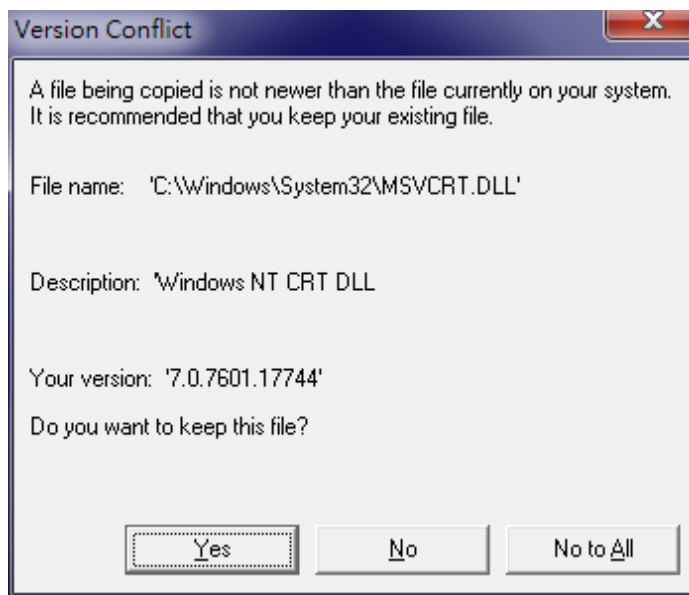 Version Conflict
A file being copied is not newer than the file currently on your system.
It is recommended that you keep your existing file.
File name: 'C:\Windows\System32\MSVCRT.DLL'
Description: 'Windows NT CRT DLL
Your version: '7.0.7601.17744'
Do you want to keep this file?
Yes No No to All